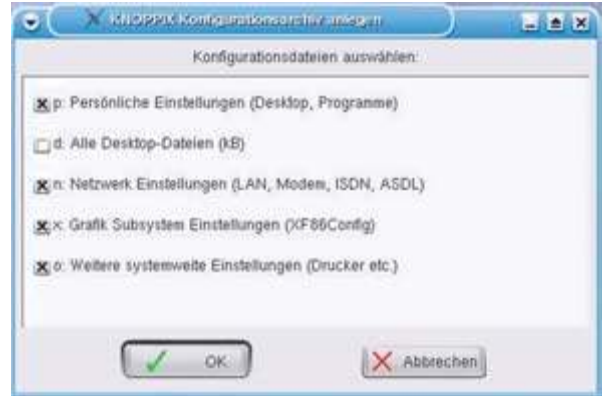 KNOPPIX Konfigurationsarchiv anlegen
Konfigurationsdateien auswählen:
p: Persönliche Einstellungen (Desktop, Programme)
d: Alle Desktop-Dateien (kB)
n: Netzwerk Einstellungen (LAN, Modem, ISDN, ASDL)
x: Grafik Subsystem Einstellungen (XF86Config)
o: Weitere systemweite Einstellungen (Drucker etc.)
OK
Abbrechen